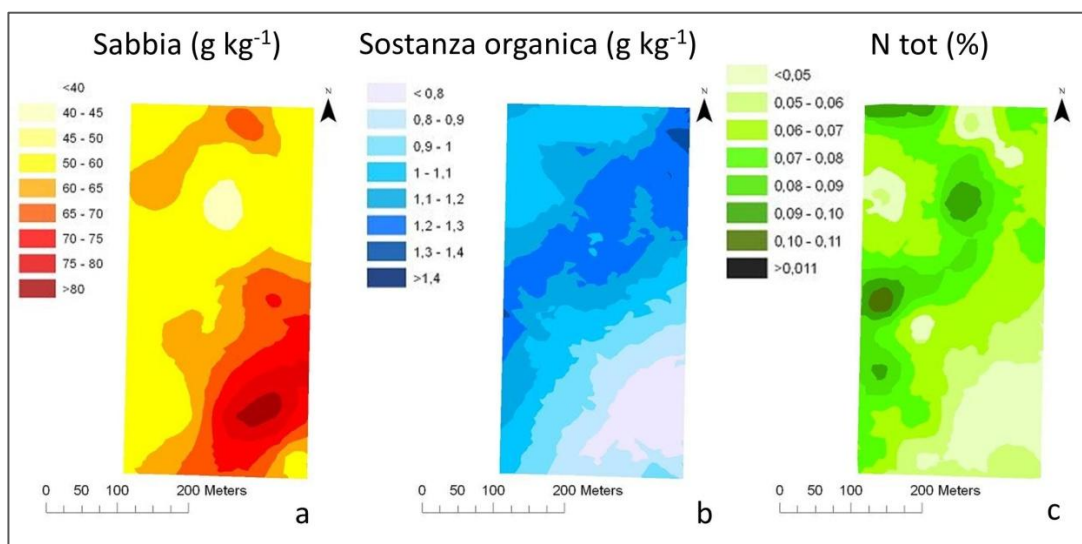 Sabbia (g kg⁻¹)
<40
40 - 45
45 - 50
50 - 60
60 - 65
65 - 70
70 - 75
75 - 80
>80
N
0 50 100 200 Meters
a
Sostanza organica (g kg⁻¹)
< 0,8
0,8 - 0,9
0,9 - 1
1 - 1,1
1,1 - 1,2
1,2 - 1,3
1,3 - 1,4
>1,4
N
0 50 100 200 Meters
b
N tot (%)
<0,05
0,05 - 0,06
0,06 - 0,07
0,07 - 0,08
0,08 - 0,09
0,09 - 0,10
0,10 - 0,11
>0,011
N
0 50 100 200 Meters
c